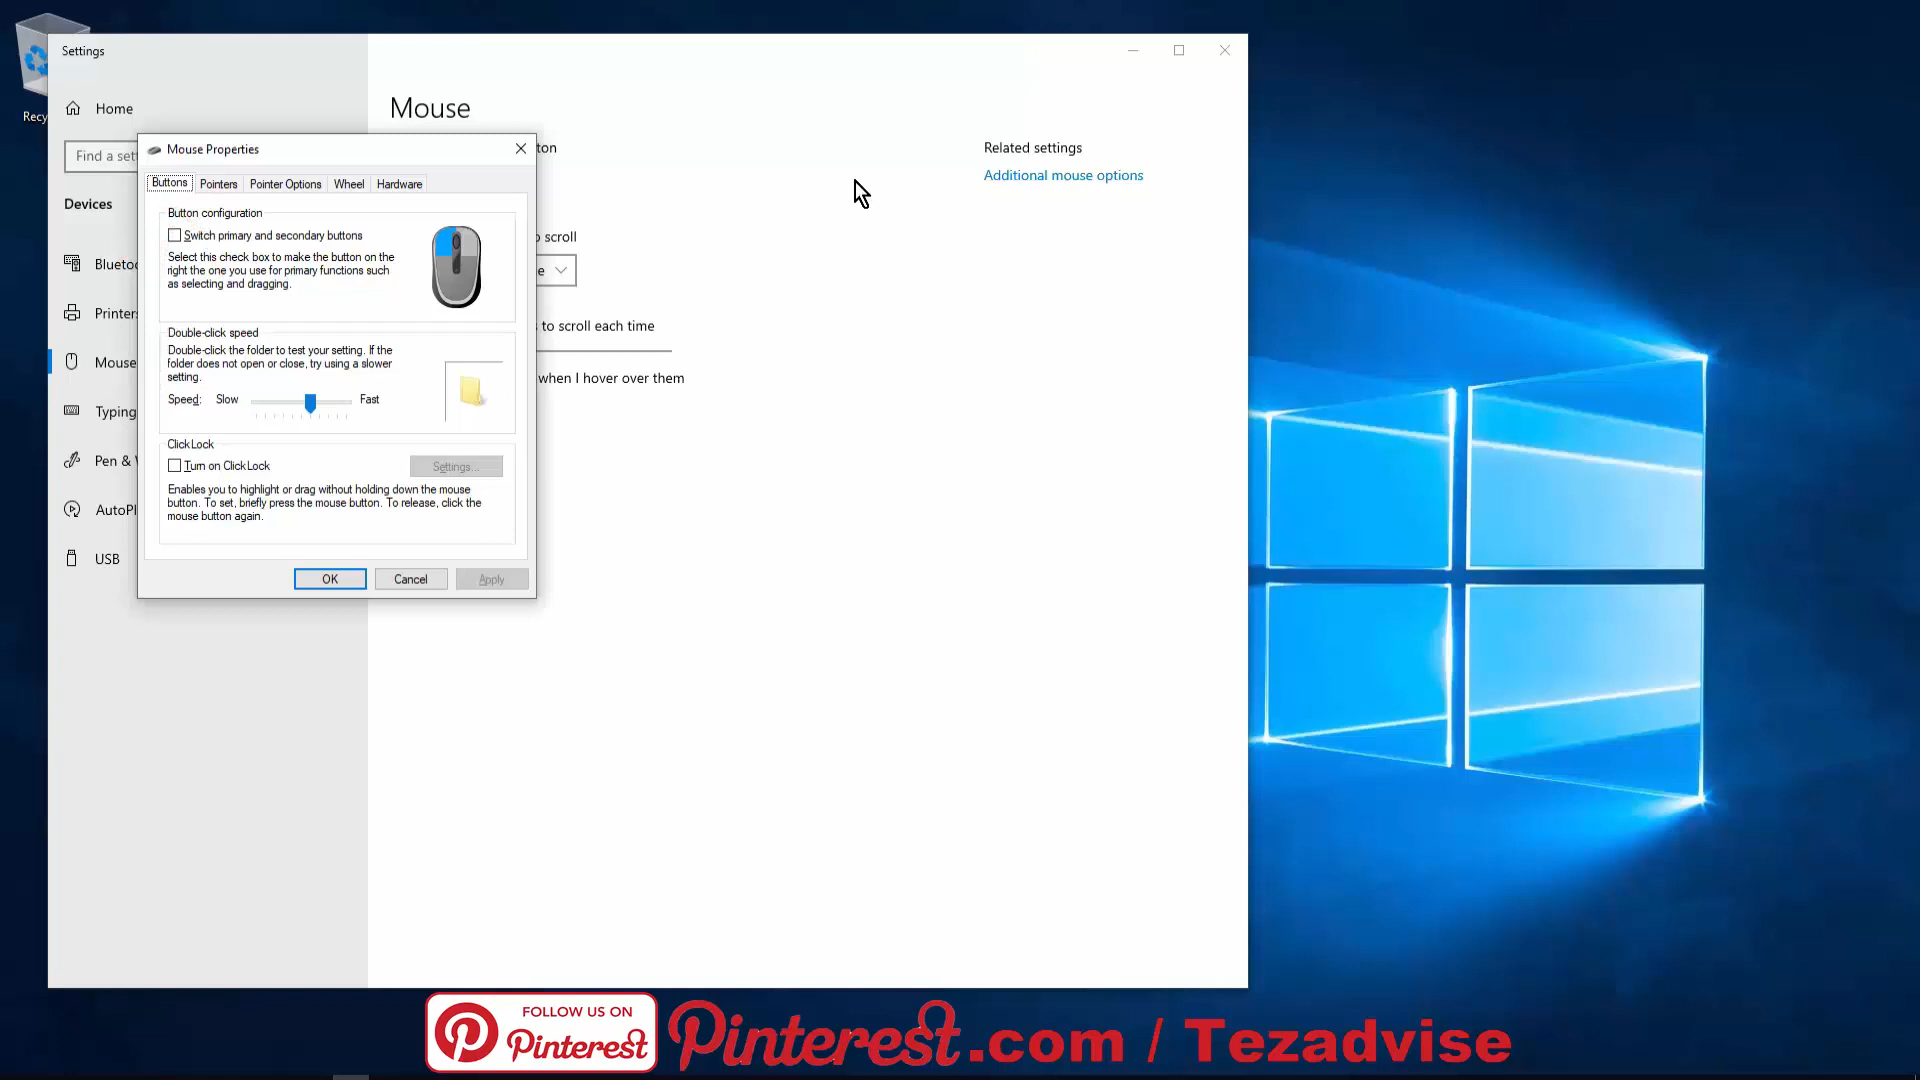 Settings
Recy
Home
Mouse
Find a sett
Mouse Properties
ton
Related settings
Additional mouse options
Buttons
Pointers
Pointer Options
Wheel
Hardware
Devices
Button configuration
Switch primary and secondary buttons
Select this check box to make the button on the
right the one you use for primary functions such
as selecting and dragging.
o scroll
e
Bluetoo
Printers
Double-click speed
Double-click the folder to test your setting. If the
folder does not open or close, try using a slower
setting.
Speed: Slow Fast
to scroll each time
when I hover over them
Mouse
Typing
ClickLock
Turn on ClickLock
Settings...
Enables you to highlight or drag without holding down the mouse
button. To set, briefly press the mouse button. To release, click the
mouse button again.
Pen & W
AutoPl
USB
OK
Cancel
Apply
FOLLOW US ON
Pinterest
Pinterest.com / Tezadvise